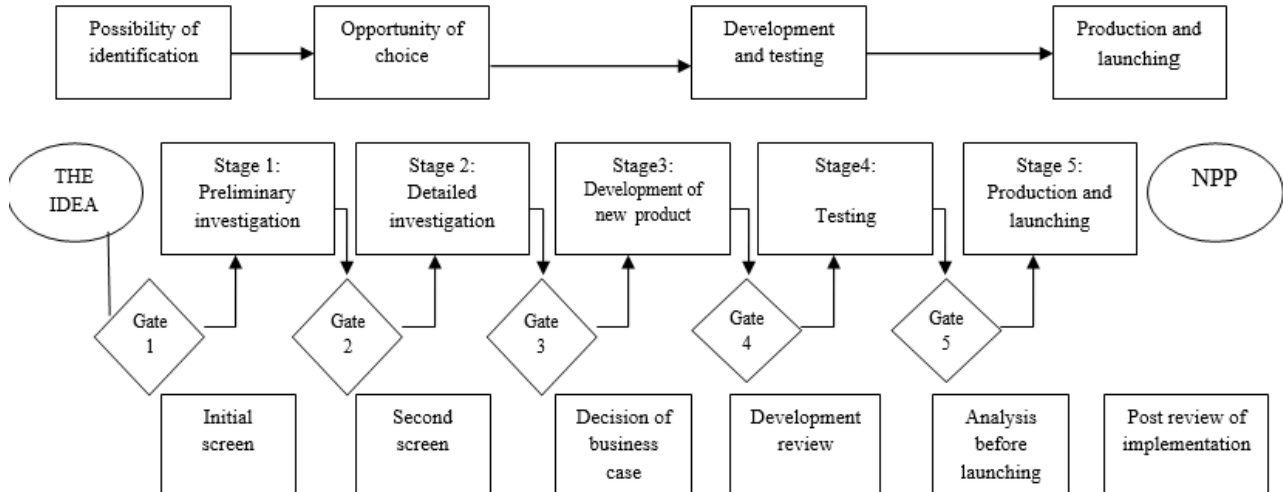 Possibility of
identification
Opportunity of
choice
Development
and testing
Production and
launching
THE
IDEA
Stage 1:
Preliminary
investigation
Stage 2:
Detailed
investigation
Stage3:
Development of
new product
Stage4:
Testing
Stage 5:
Production and
launching
NPP
Gate
1
Gate
2
Gate
3
Gate
4
Gate
5
Initial
screen
Second
screen
Decision of
business
case
Development
review
Analysis
before
launching
Post review of
implementation